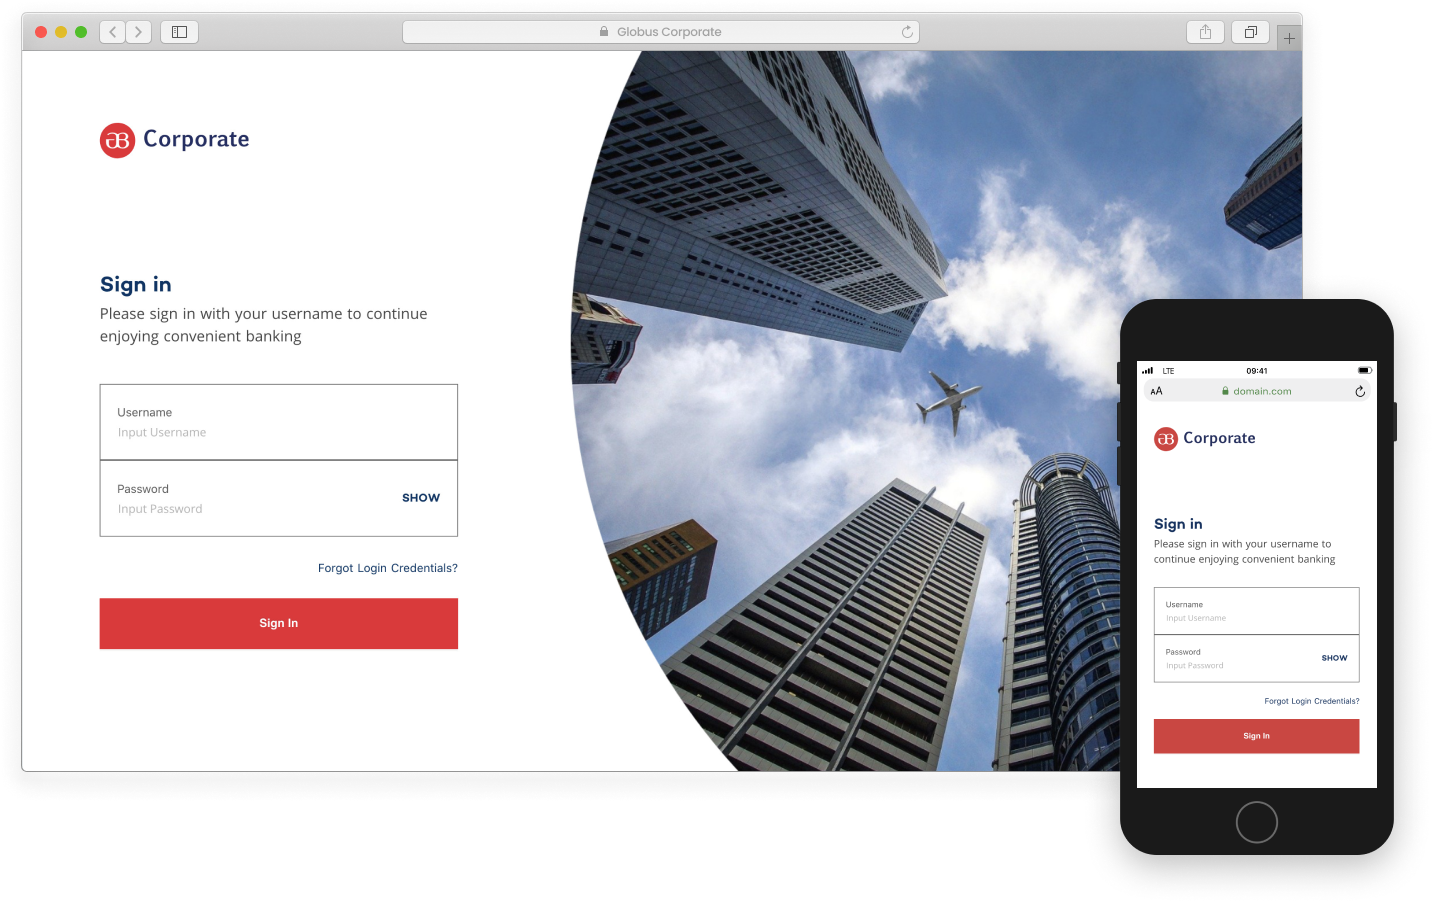 Globus Corporate
GB Corporate
Sign in
Please sign in with your username to continue
enjoying convenient banking
Username
Input Username
Password
Input Password
SHOW
Forgot Login Credentials?
Sign In
LTE
09:41
AA
domain.com
GB Corporate
Sign in
Please sign in with your username to
continue enjoying convenient banking
Username
Input Username
Password
Input Password
SHOW
Forgot Login Credentials?
Sign In